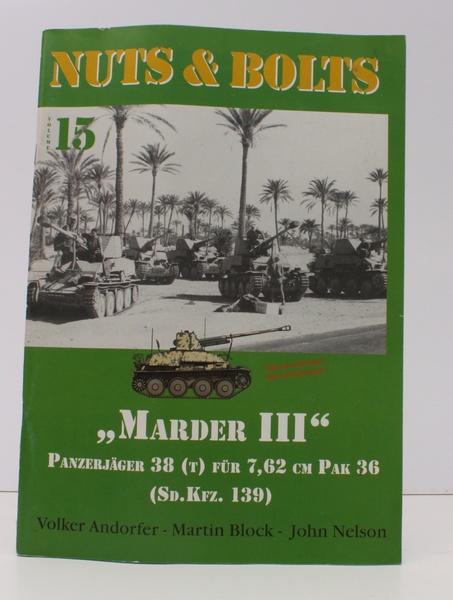 NUTS & BOLTS
VOLUME
15
„MARDER III“
PANZERJÄGER 38 (T) FÜR 7,62 CM PAK 36
(SD.KFZ. 139)
Volker Andorfer - Martin Block - John Nelson